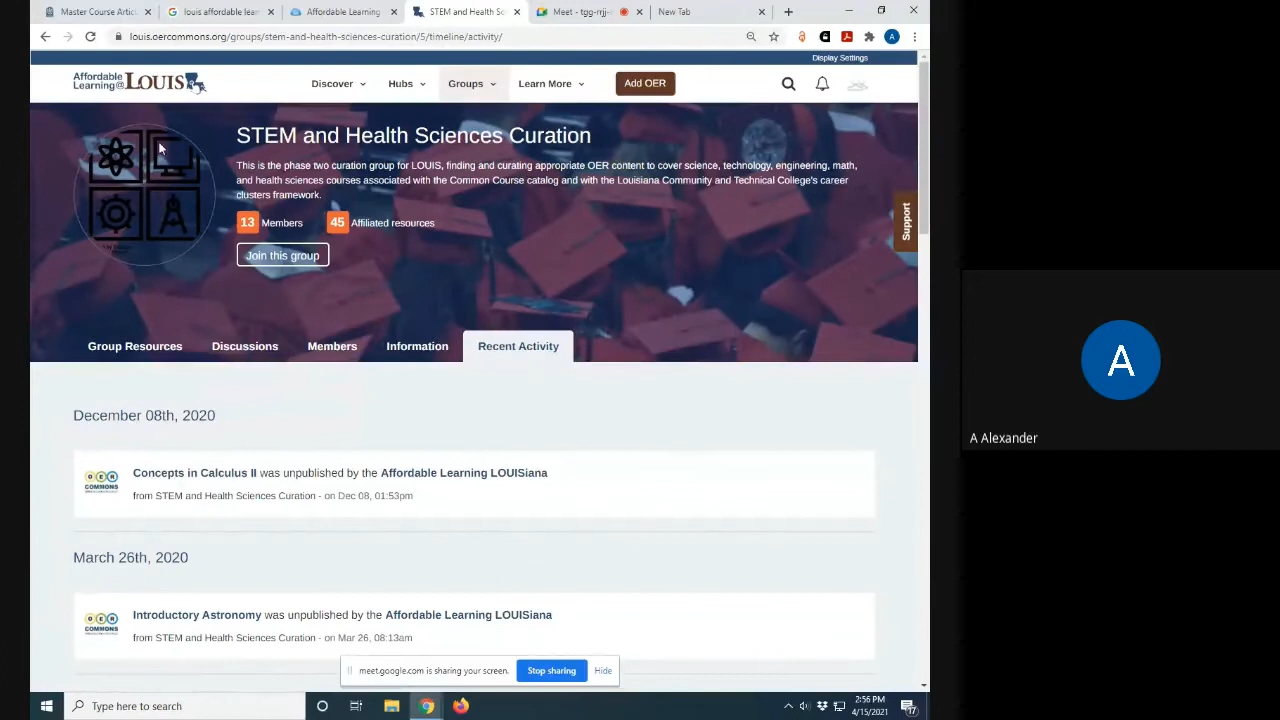 Master Course Artic
louis affordable lear
Affordable Learning
STEM and Health Sc
Meet - tgg-rrjj-
New Tab
louis.oercommons.org/groups/stem-and-health-sciences-curation/5/timeline/activity/
A
Display Settings
Affordable
Learning@LOUIS
Discover
Hubs
Groups
Learn More
Add OER
STEM and Health Sciences Curation
This is the phase two curation group for LOUIS, finding and curating appropriate OER content to cover science, technology, engineering, math,
and health sciences courses associated with the Common Course catalog and with the Louisiana Community and Technical College's career
clusters framework.
13 Members 45 Affiliated resources
Join this group
Support
Group Resources
Discussions
Members
Information
Recent Activity
December 08th, 2020
OER
COMMONS
Concepts in Calculus II was unpublished by the Affordable Learning LOUISiana
from STEM and Health Sciences Curation - on Dec 08, 01:53pm
March 26th, 2020
OER
COMMONS
Introductory Astronomy was unpublished by the Affordable Learning LOUISiana
from STEM and Health Sciences Curation - on Mar 26, 08:13am
meet.google.com is sharing your screen.
Stop sharing
Hide
Type here to search
2:56 PM
4/15/2021
17
A
A Alexander